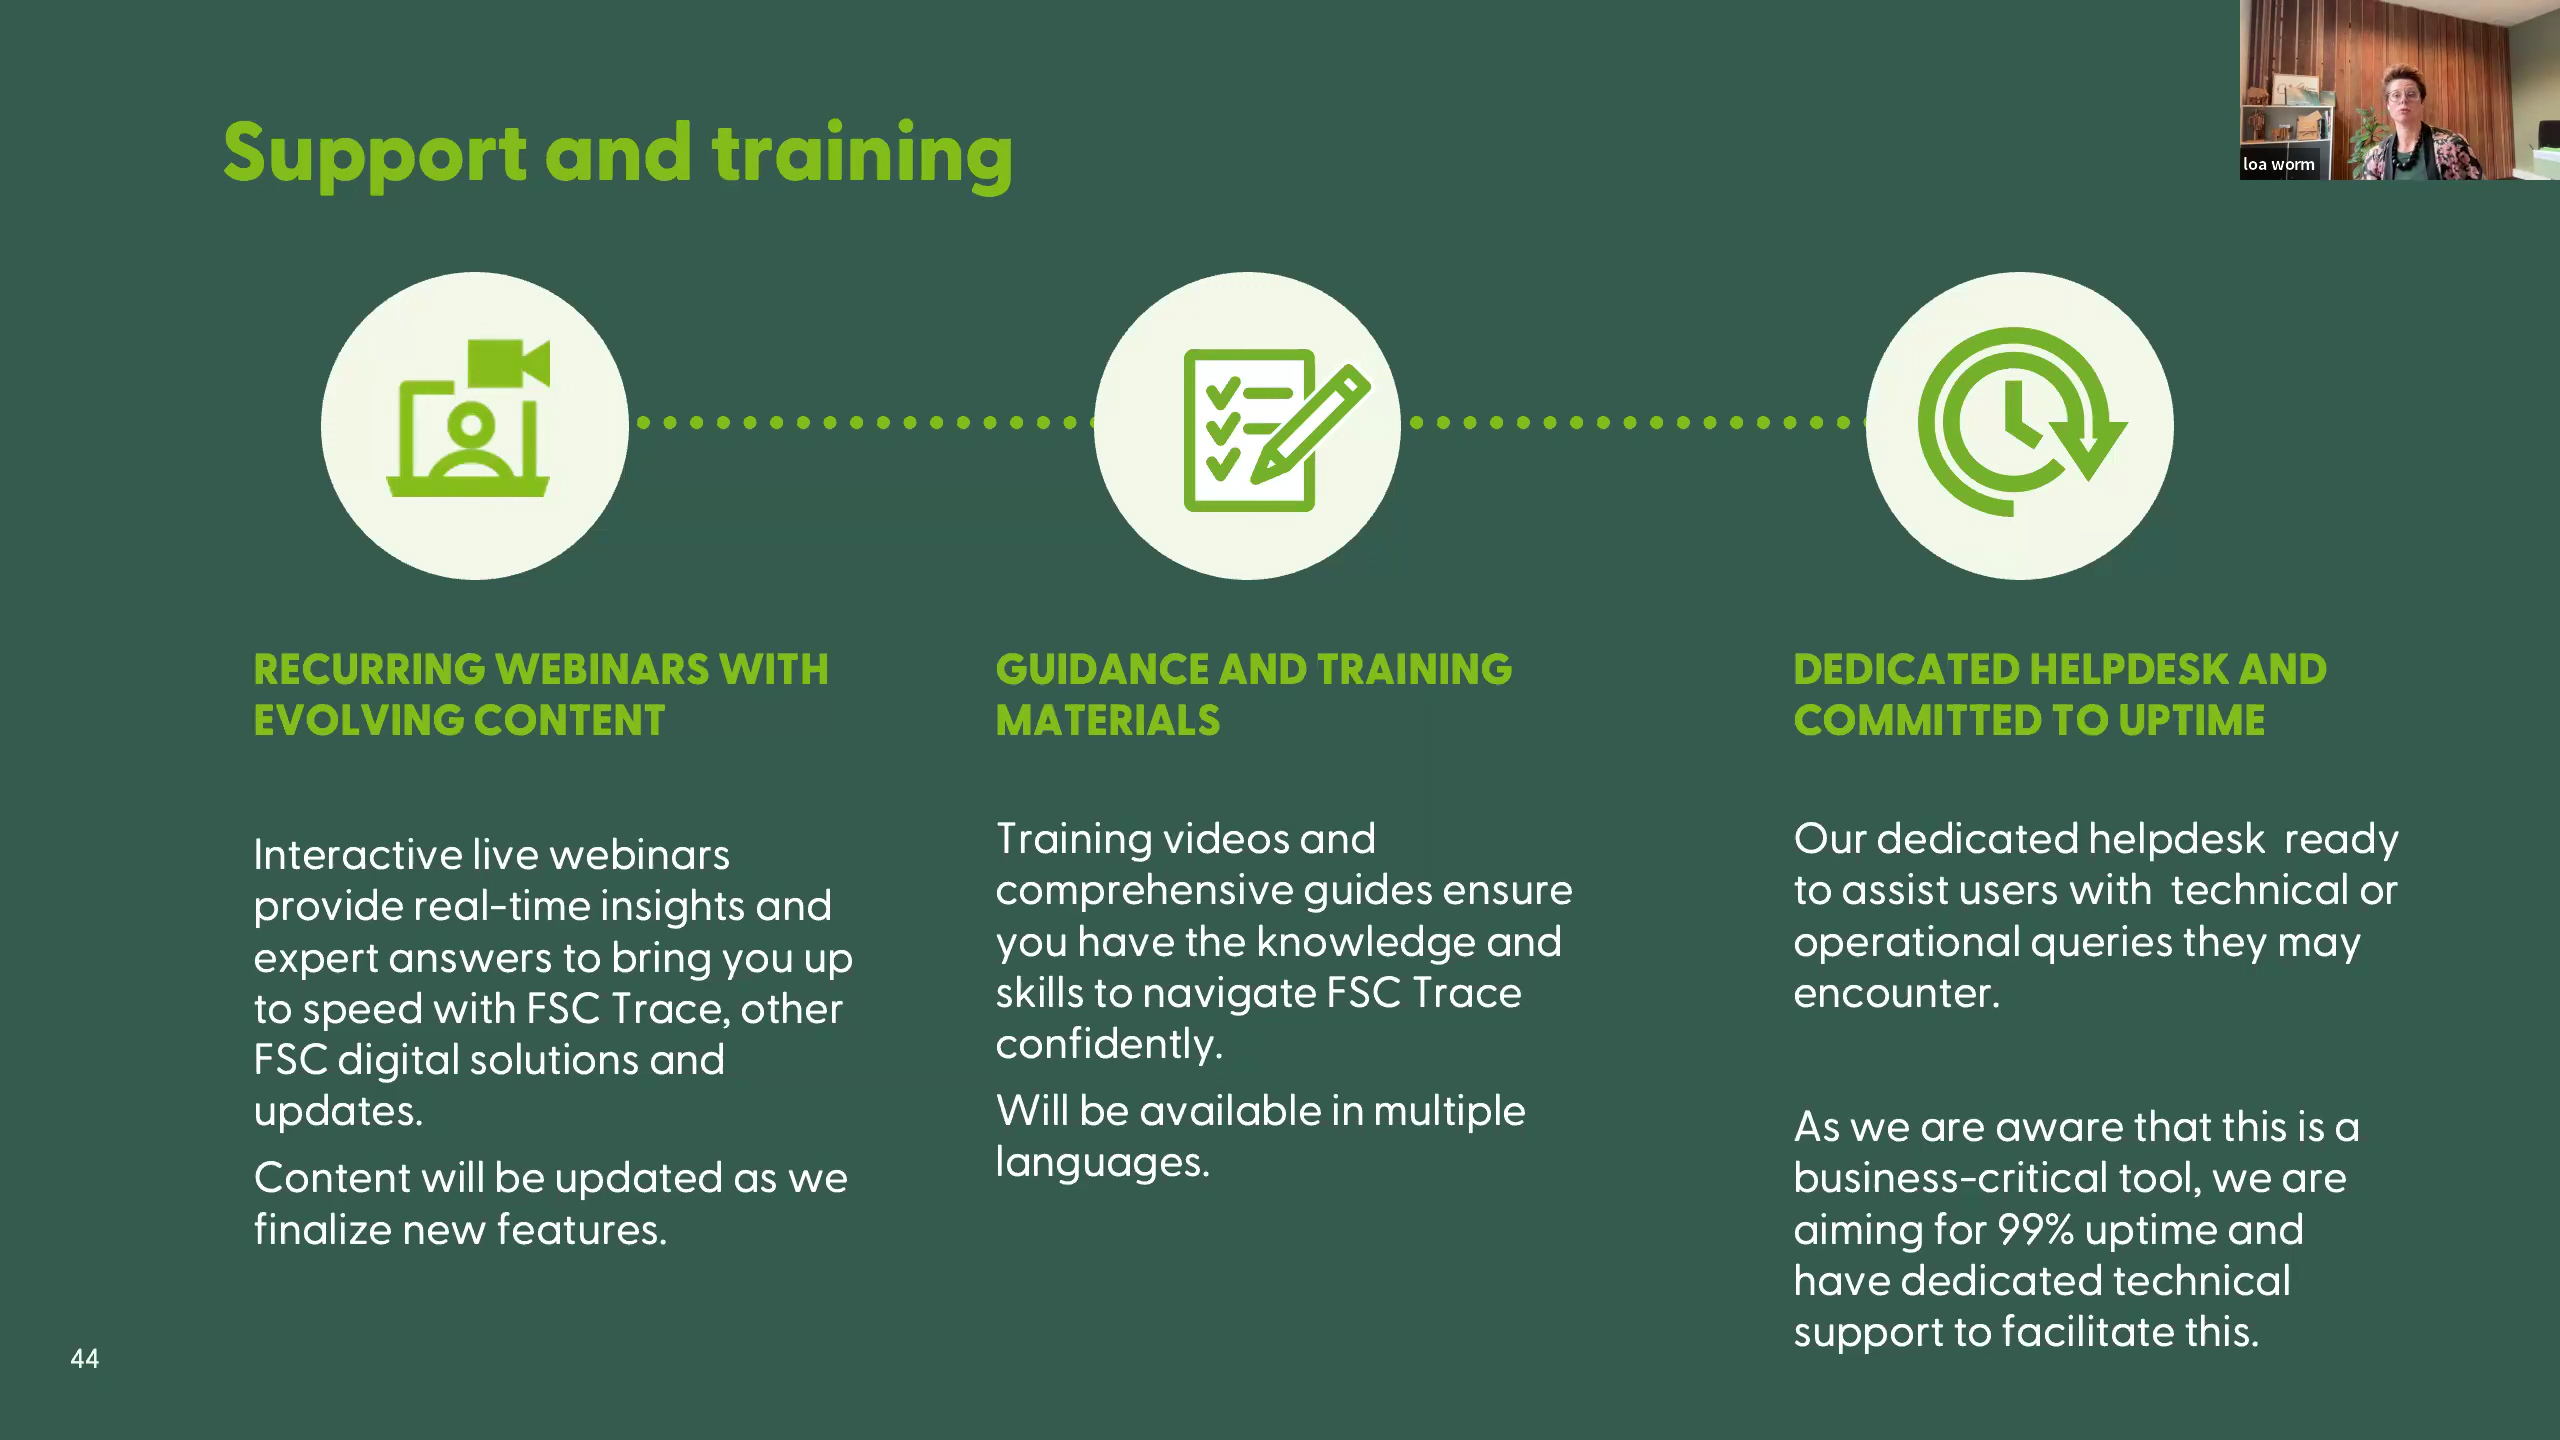 Support and training
loa worm
RECURRING WEBINARS WITH
EVOLVING CONTENT
Interactive live webinars
provide real-time insights and
expert answers to bring you up
to speed with FSC Trace, other
FSC digital solutions and
updates.
Content will be updated as we
finalize new features.
GUIDANCE AND TRAINING
MATERIALS
Training videos and
comprehensive guides ensure
you have the knowledge and
skills to navigate FSC Trace
confidently.
Will be available in multiple
languages.
DEDICATED HELPDESK AND
COMMITTED TO UPTIME
Our dedicated helpdesk  ready
to assist users with  technical or
operational queries they may
encounter.
As we are aware that this is a
business-critical tool, we are
aiming for 99% uptime and
have dedicated technical
support to facilitate this.
44